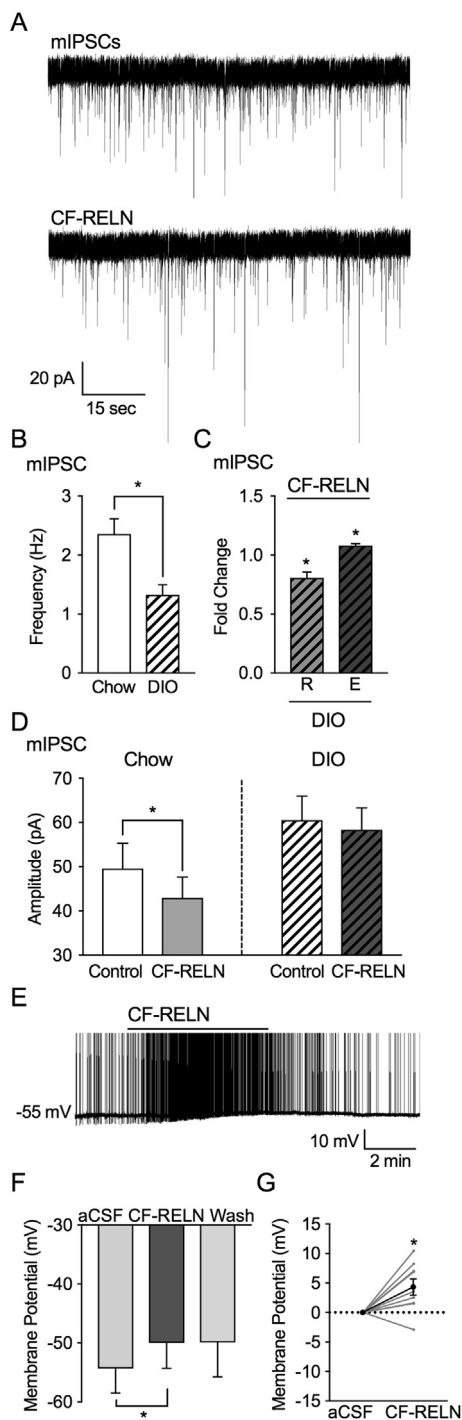 A
mIPSCs
CF-RELN
20 pA
15 sec
B
mIPSC
*
3
2
1
0
Frequency (Hz)
Chow DIO
C
mIPSC
CF-RELN
1.5
1.0
0.5
0.0
Fold Change
*
*
R E
DIO
D
mIPSC
Chow DIO
70
60
50
40
30
Amplitude (pA)
*
Control CF-RELN Control CF-RELN
E
CF-RELN
-55 mV
10 mV
2 min
F
aCSF CF-RELN Wash
-30
-40
-50
-60
Membrane Potential (mV)
*
G
15
10
5
0
-5
-10
-15
Membrane Potential (mV)
*
aCSF CF-RELN